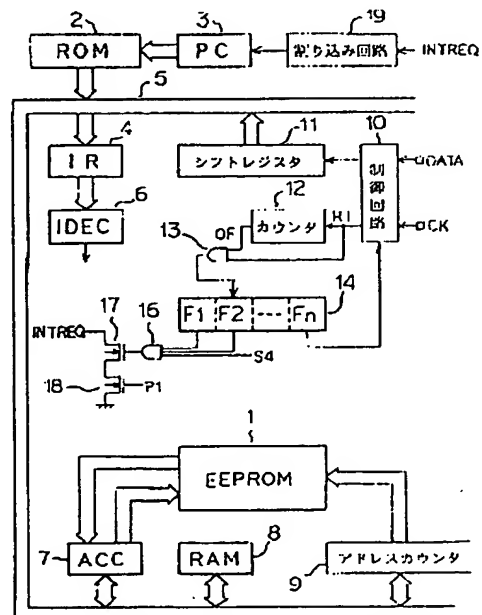 2
3
19
ROM
PC
割り込み回路
INTREQ
5
4
11
10
IR
シフトレジスタ
制御回路
DATA
6
12
IDEC
カウンタ
R1
CK
13
OF
14
F1 F2 --- Fn
17
16
INTREQ
S4
18
P1
1
EEPROM
7
ACC
8
RAM
アドレスカウンタ
9